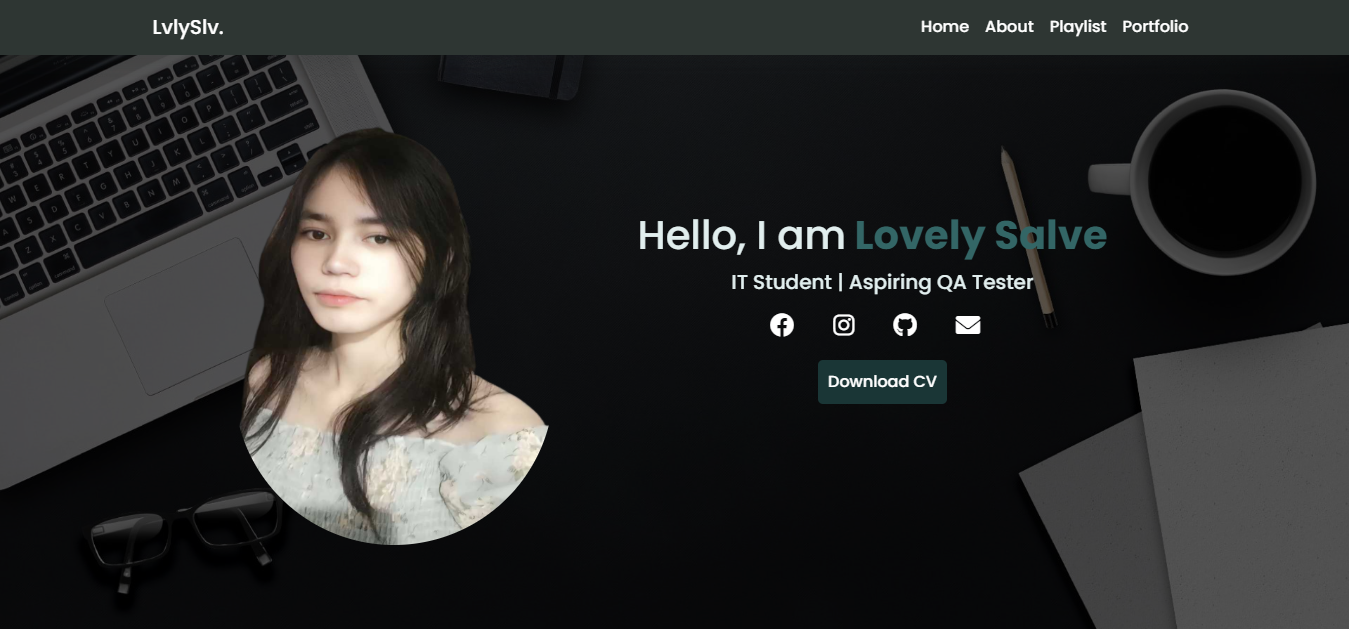 LvlySlv.
Home About Playlist Portfolio
Hello, I am Lovely Salve
IT Student | Aspiring QA Tester
Download CV